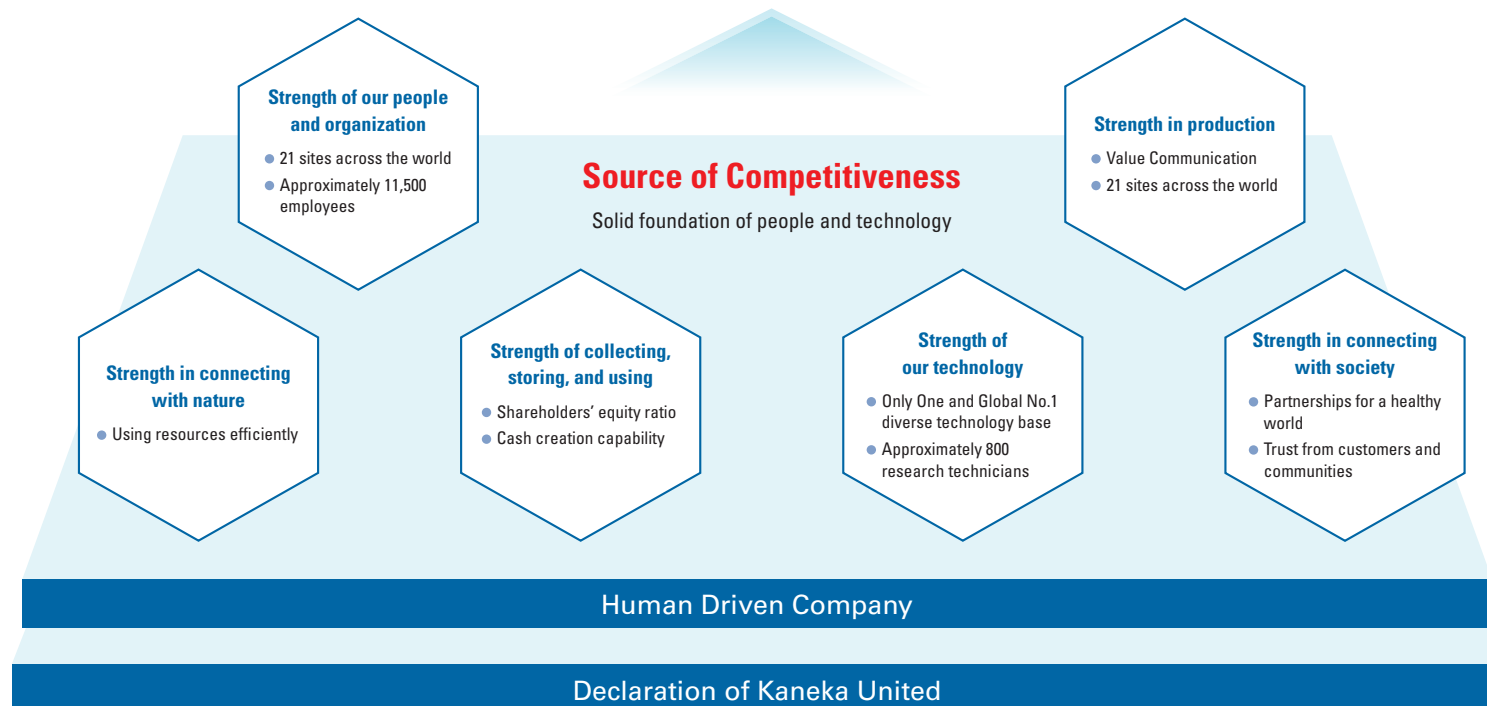 Strength of our people
and organization
● 21 sites across the world
● Approximately 11,500
employees
Source of Competitiveness
Solid foundation of people and technology
Strength in production
● Value Communication
● 21 sites across the world
Strength in connecting
with nature
● Using resources efficiently
Strength of collecting,
storing, and using
● Shareholders’ equity ratio
● Cash creation capability
Strength of
our technology
● Only One and Global No.1
diverse technology base
● Approximately 800
research technicians
Strength in connecting
with society
● Partnerships for a healthy
world
● Trust from customers and
communities
Human Driven Company
Declaration of Kaneka United